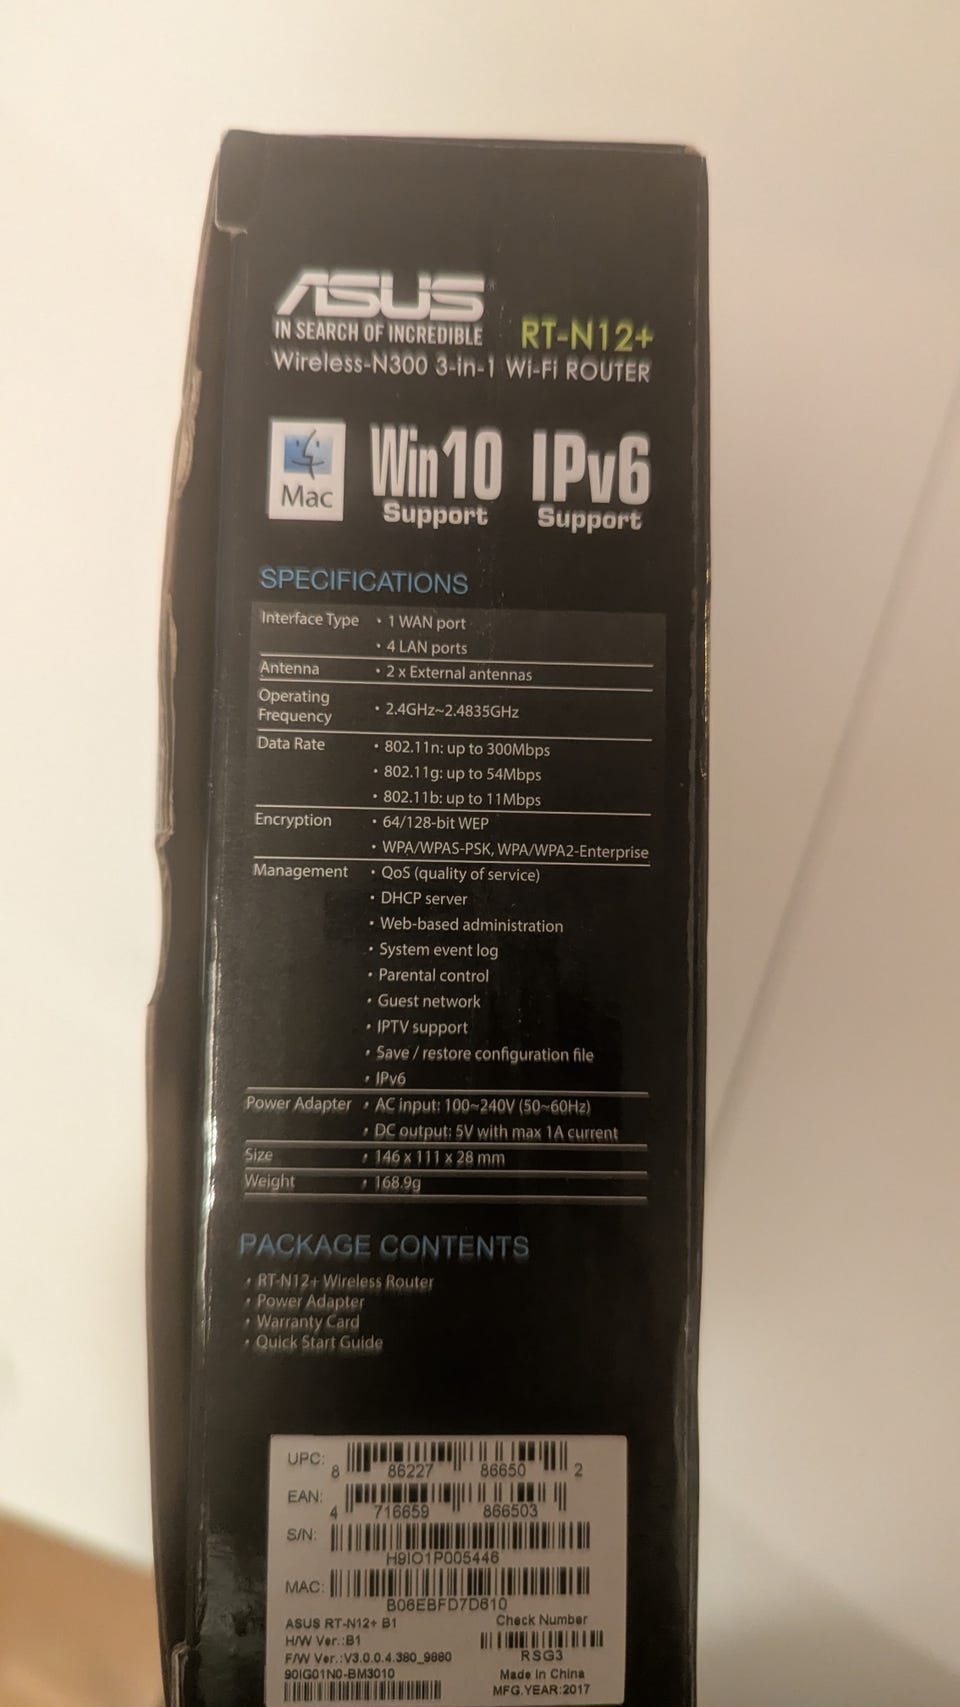 ASUS
IN SEARCH OF INCREDIBLE
RT-N12+
Wireless-N300 3-in-1 Wi-Fi ROUTER
Mac
Win10 Support
IPv6 Support
SPECIFICATIONS
Interface Type • 1 WAN port
• 4 LAN ports
Antenna • 2 x External antennas
Operating Frequency • 2.4GHz~2.4835GHz
Data Rate • 802.11n: up to 300Mbps
• 802.11g: up to 54Mbps
• 802.11b: up to 11Mbps
Encryption • 64/128-bit WEP
• WPA/WPAS-PSK, WPA/WPA2-Enterprise
Management • QoS (quality of service)
• DHCP server
• Web-based administration
• System event log
• Parental control
• Guest network
• IPTV support
• Save / restore configuration file
• IPv6
Power Adapter • AC input: 100~240V (50~60Hz)
• DC output: 5V with max 1A current
Size • 146 x 111 x 28 mm
Weight • 168.9g
PACKAGE CONTENTS
• RT-N12+ Wireless Router
• Power Adapter
• Warranty Card
• Quick Start Guide
UPC: 8 86227 86650 2
EAN: 4 716659 866503
S/N: H9IO1P005446
MAC: B06EBFD7D610
ASUS RT-N12+ B1
Check Number
H/W Ver.:B1
F/W Ver.:V3.0.0.4.380_9880
RSG3
90IG01N0-BM3010
Made in China
MFG.YEAR:2017